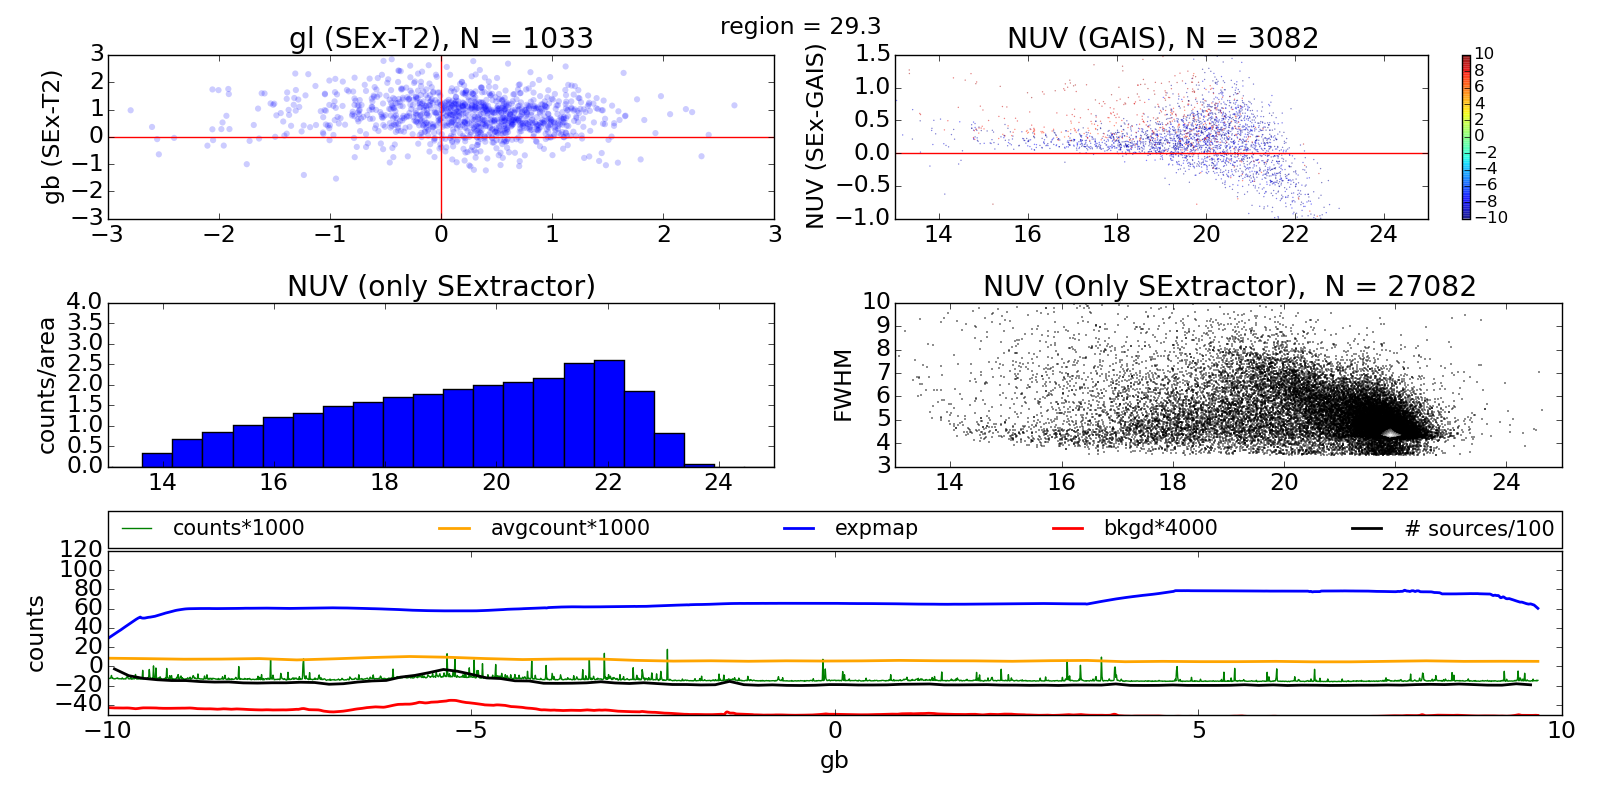 region = 29.3
gl (SEx-T2), N = 1033
gb (SEx-T2)
3
2
1
0
−1
−2
−3
−3 −2 −1 0 1 2 3
NUV (GAIS), N = 3082
NUV (SEx-GAIS)
1.5
1.0
0.5
0.0
−0.5
−1.0
14 16 18 20 22 24
10
8
6
4
2
0
−2
−4
−6
−8
−10
NUV (only SExtractor)
counts/area
4.0
3.5
3.0
2.5
2.0
1.5
1.0
0.5
0.0
14 16 18 20 22 24
NUV (Only SExtractor), N = 27082
FWHM
10
9
8
7
6
5
4
3
14 16 18 20 22 24
counts*1000 avgcount*1000 expmap bkgd*4000 # sources/100
counts
120
100
80
60
40
20
0
−20
−40
−10 −5 0 5 10
gb